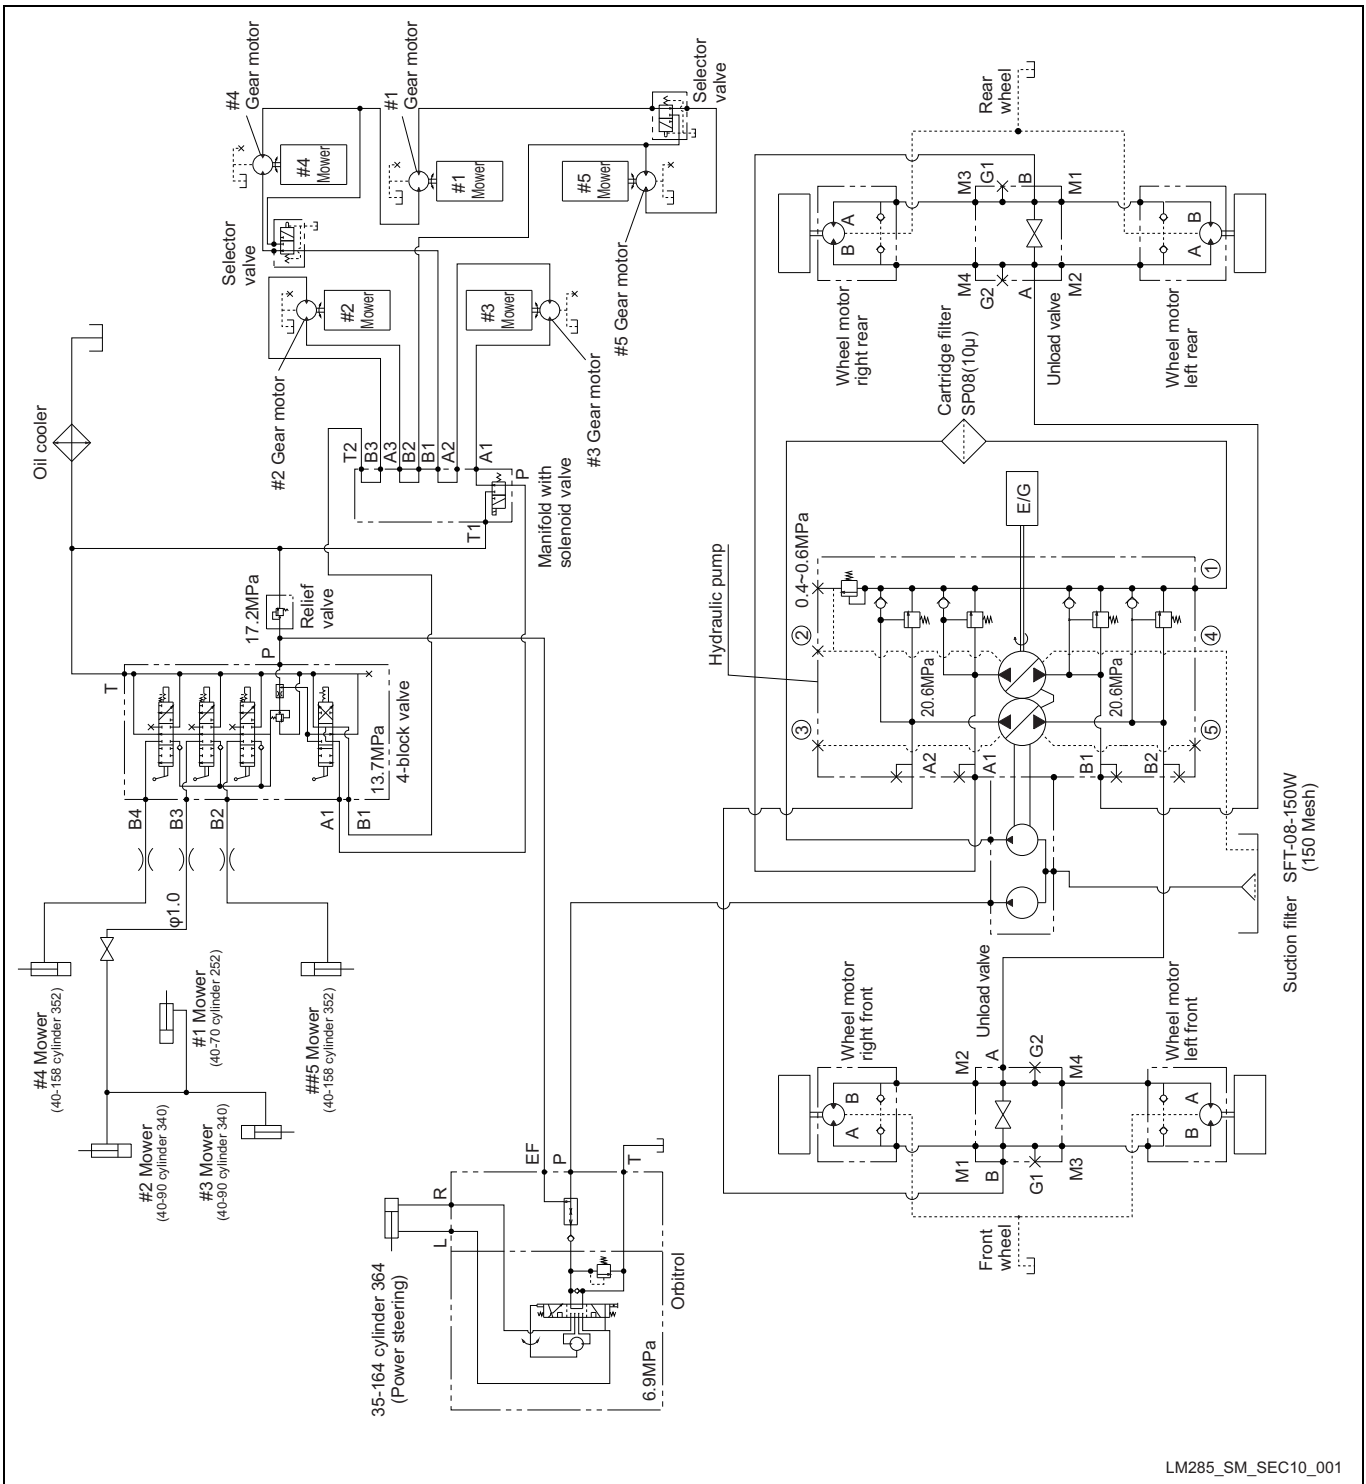 #4
Gear motor
#4
Mower
Selector
valve
#1
Gear motor
#1
Mower
Selector
valve
#5
Mower
#5 Gear motor
#2
Mower
#2 Gear motor
#3
Mower
#3 Gear motor
Oil cooler
T2
B3
A3
B2
B1
A2
A1
P
T1
Manifold with
solenoid valve
17.2MPa
Relief
valve
P
T
13.7MPa
4-block valve
B4
B3
B2
A1
B1
φ1.0
#4 Mower
(40-158 cylinder 352)
#1 Mower
(40-70 cylinder 252)
##5 Mower
(40-158 cylinder 352)
#2 Mower
(40-90 cylinder 340)
#3 Mower
(40-90 cylinder 340)
35-164 cylinder 364
(Power steering)
L
R
EF
P
T
6.9MPa
Orbitrol
Rear
wheel
Wheel motor
right rear
B
A
M3
G1
B
M1
M4
G2
A
M2
Unload valve
A
B
Wheel motor
left rear
Cartridge filter
SP08(10µ)
E/G
Hydraulic pump
0.4~0.6MPa
①
②
③
④
⑤
20.6MPa
20.6MPa
A2
A1
B1
B2
Suction filter SFT-08-150W
(150 Mesh)
Wheel motor
right front
A
B
Unload valve
M2
A
G2
M4
M1
B
G1
M3
B
A
Wheel motor
left front
Front
wheel
LM285_SM_SEC10_001